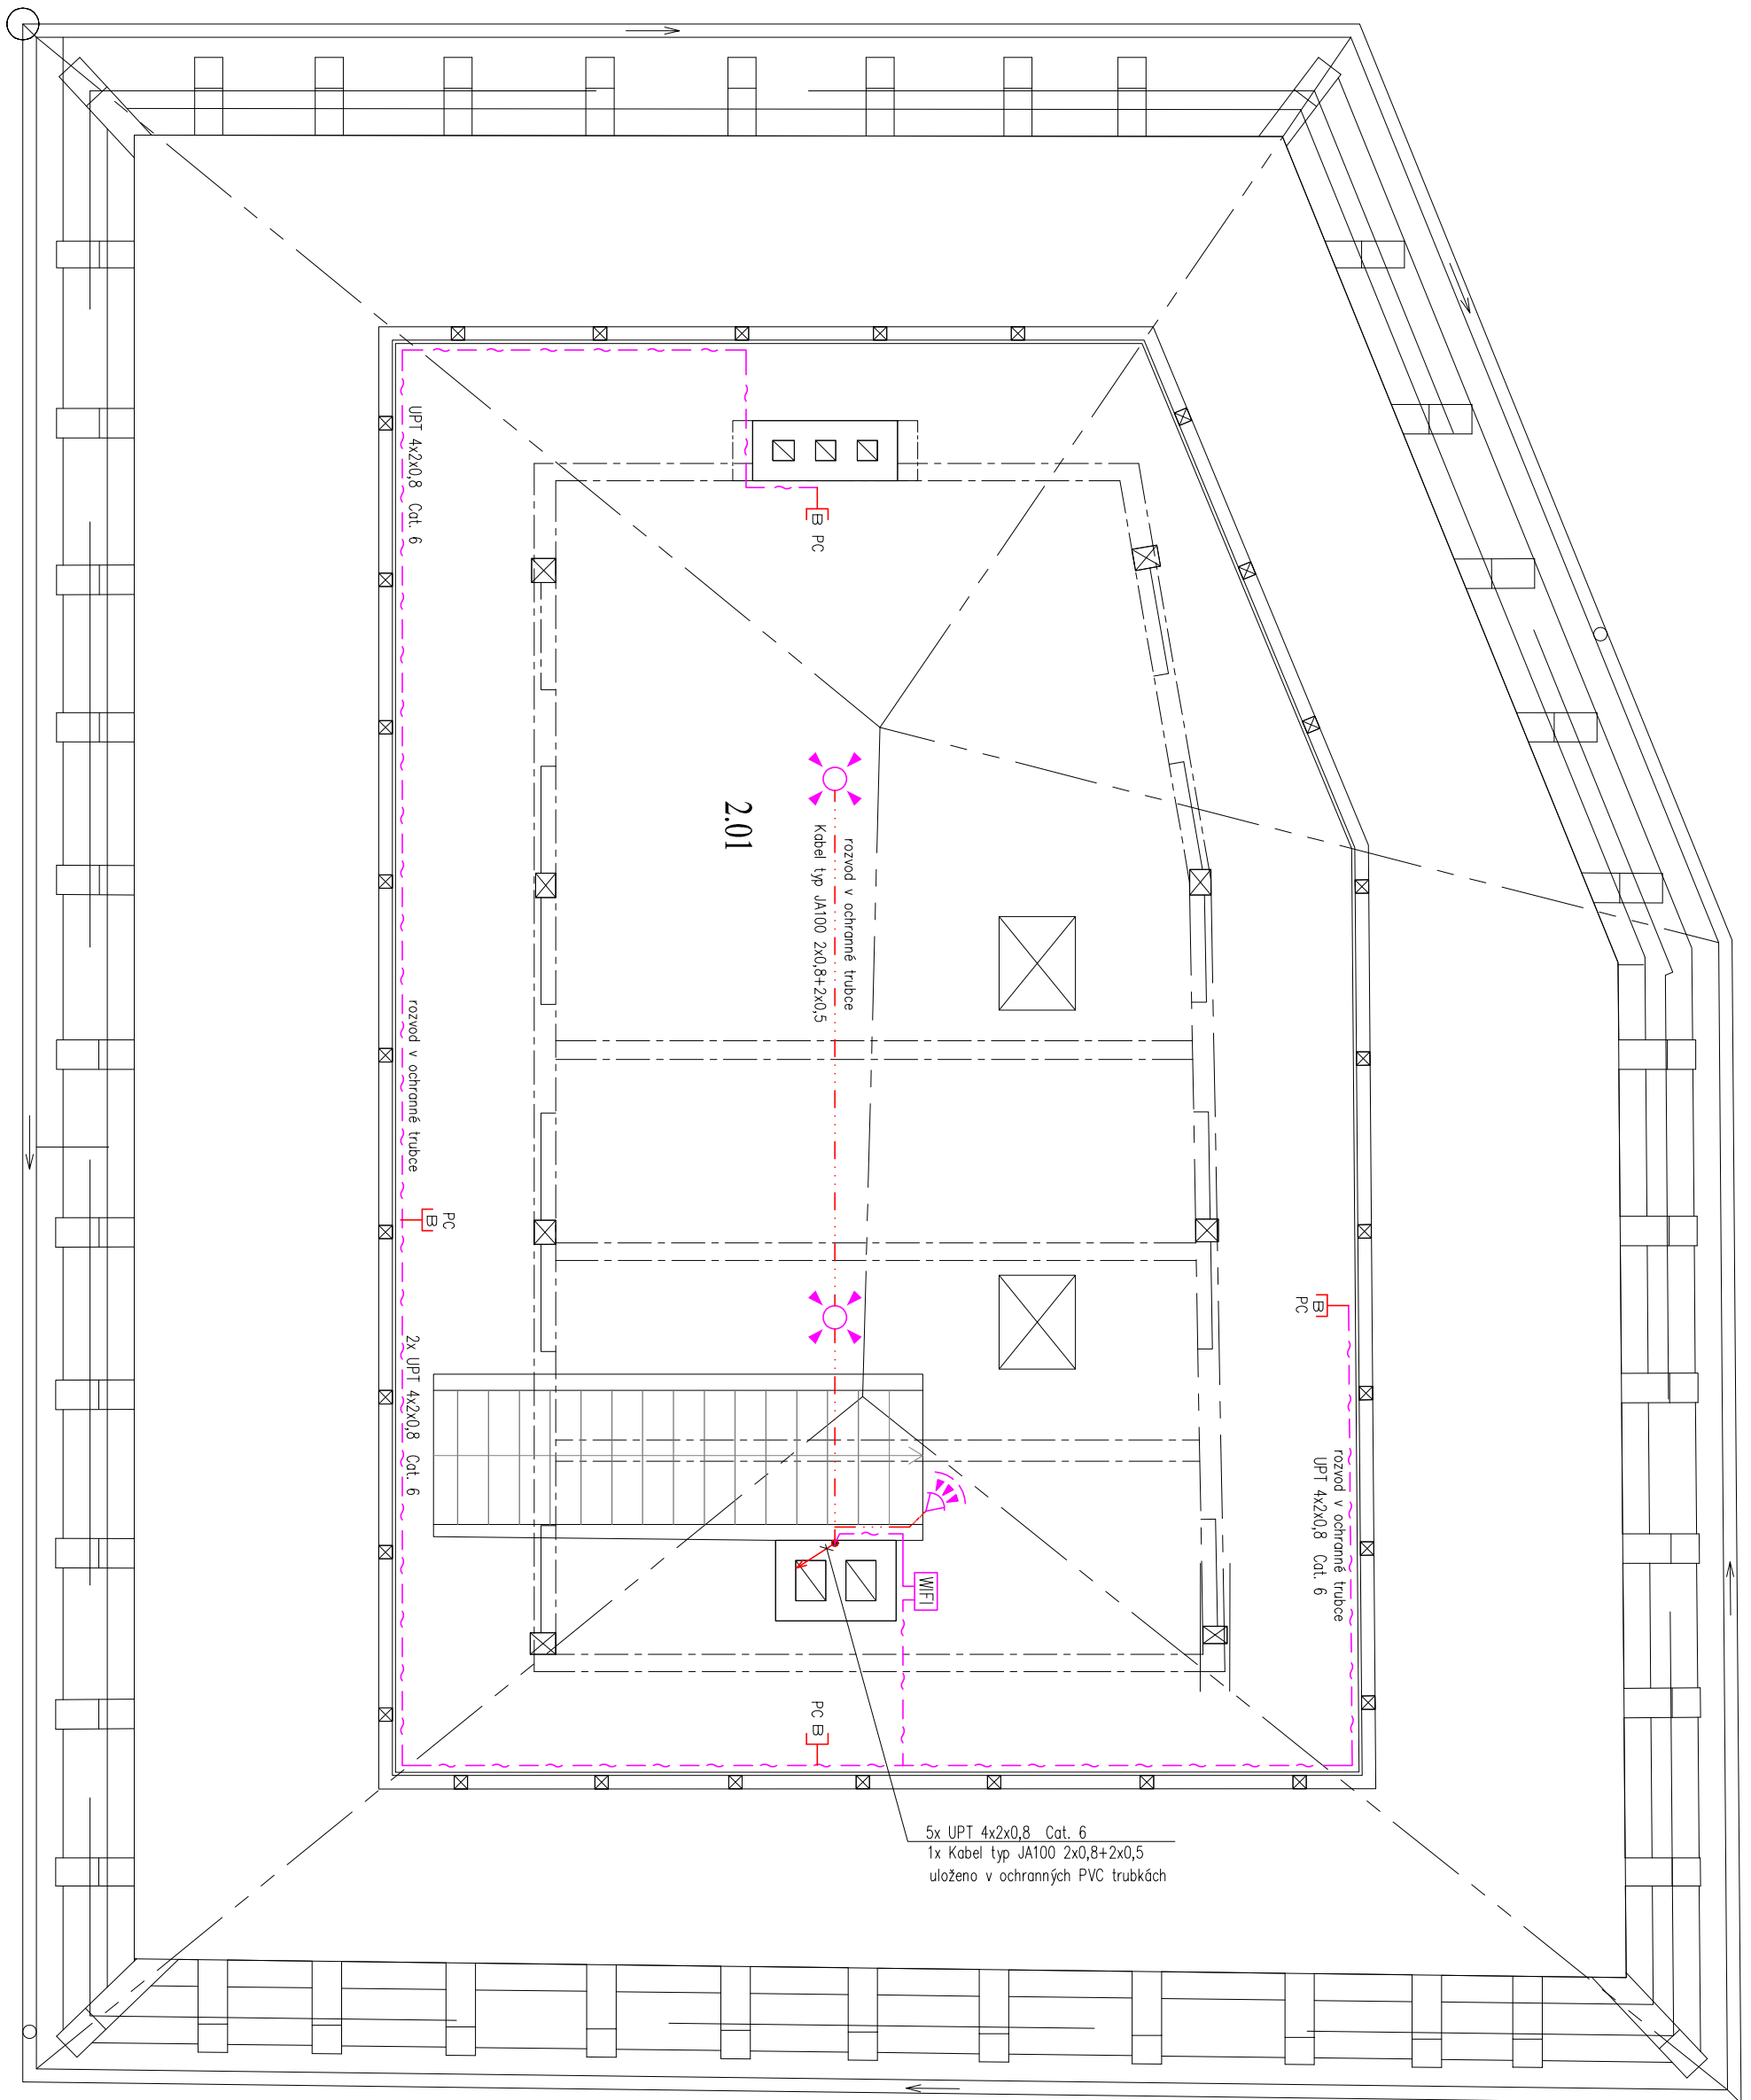 UPT 4x2x0,8 Cat. 6
B PC
2.01
rozvod v ochranné trubce
Kabel typ JA100 2x0,8+2x0,5
rozvod v ochranné trubce
PC
B
B
PC
2x UPT 4x2x0,8 Cat. 6
rozvod v ochranné trubce
UPT 4x2x0,8 Cat. 6
WIFI
PC B
5x UPT 4x2x0,8 Cat. 6
1x Kabel typ JA100 2x0,8+2x0,5
uloženo v ochranných PVC trubkách